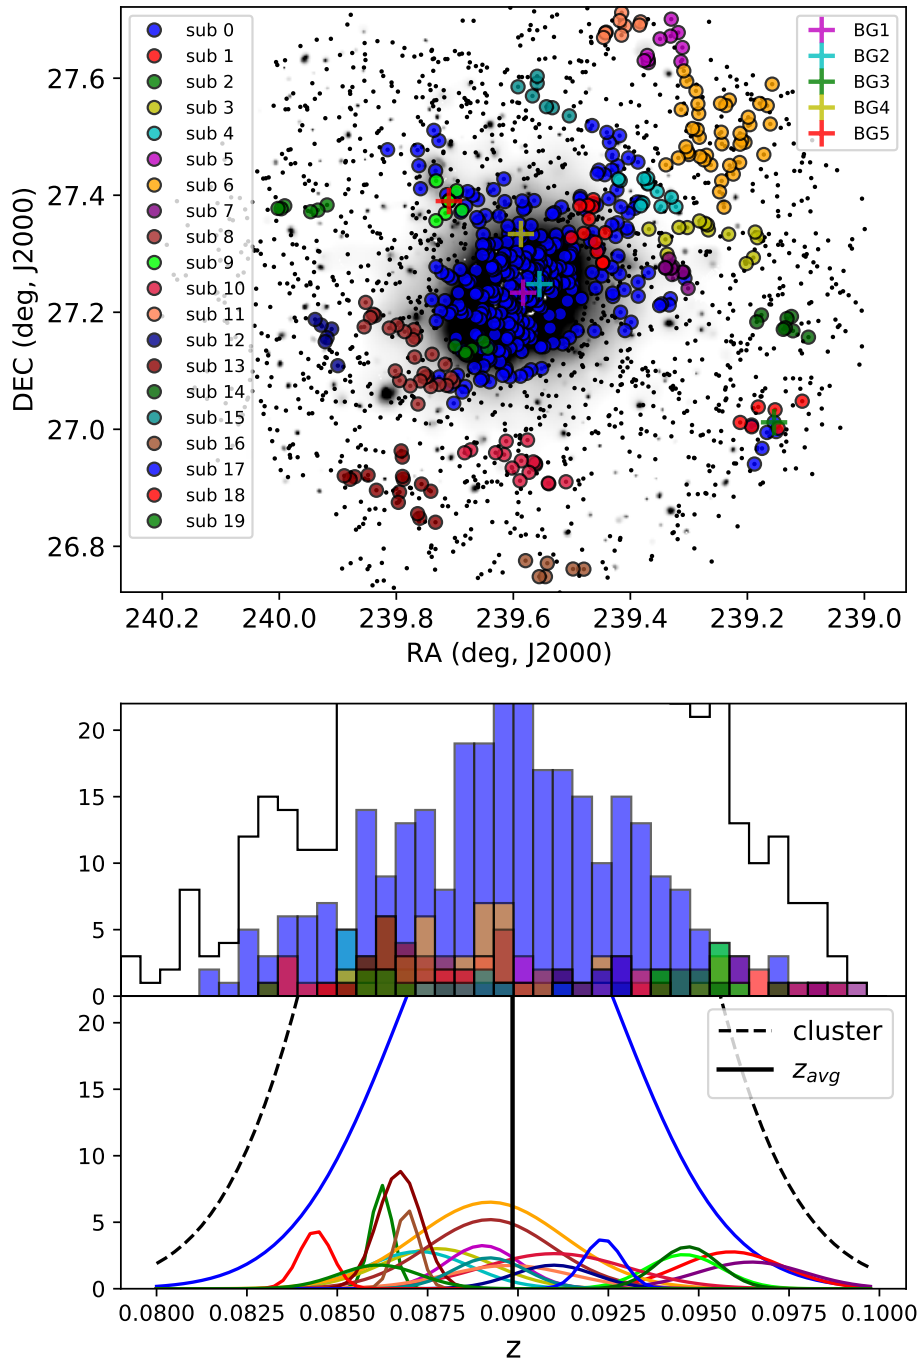 sub 0
sub 1
sub 2
sub 3
sub 4
sub 5
sub 6
sub 7
sub 8
sub 9
sub 10
sub 11
sub 12
sub 13
sub 14
sub 15
sub 16
sub 17
sub 18
sub 19
BG1
BG2
BG3
BG4
BG5
27.6
27.4
27.2
27.0
26.8
DEC (deg, J2000)
240.2 240.0 239.8 239.6 239.4 239.2 239.0
RA (deg, J2000)
20
15
10
5
0
20
15
10
5
0
cluster
z_avg
0.0800 0.0825 0.0850 0.0875 0.0900 0.0925 0.0950 0.0975 0.1000
z